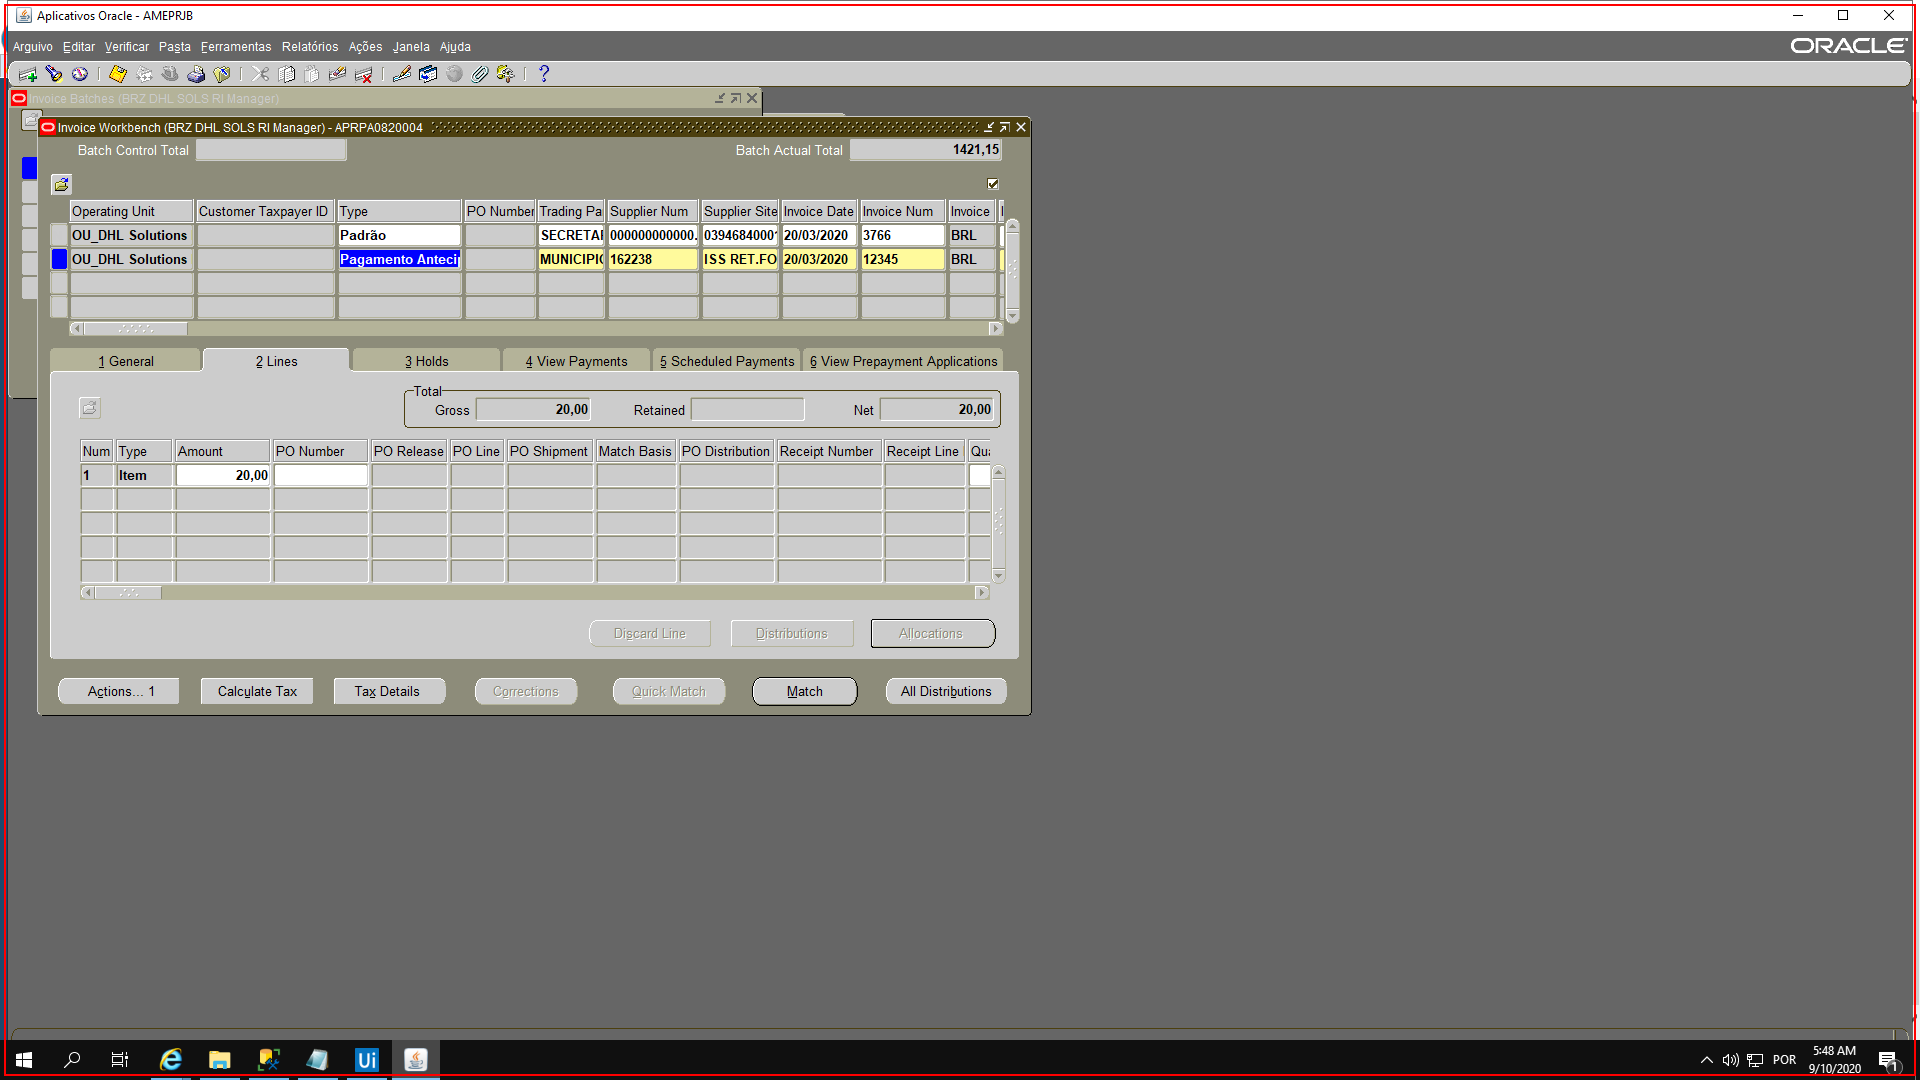 Aplicativos Oracle - AMEPRJB
Arquivo Editar Verificar Pasta Ferramentas Relatórios Ações Janela Ajuda
ORACLE
Invoice Batches (BRZ DHL SOLS RI Manager)
Invoice Workbench (BRZ DHL SOLS RI Manager) - APRPA0820004
Batch Control Total
Batch Actual Total 1421,15
Operating Unit Customer Taxpayer ID Type PO Number Trading Pa Supplier Num Supplier Site Invoice Date Invoice Num Invoice
OU_DHL Solutions Padrão SECRETAI 000000000000. 0394684000 20/03/2020 3766 BRL
OU_DHL Solutions Pagamento Anteci MUNICIPIO 162238 ISS RET.FO 20/03/2020 12345 BRL
1 General 2 Lines 3 Holds 4 View Payments 5 Scheduled Payments 6 View Prepayment Applications
Total
Gross 20,00 Retained Net 20,00
Num Type Amount PO Number PO Release PO Line PO Shipment Match Basis PO Distribution Receipt Number Receipt Line Qua
1 Item 20,00
Discard Line Distributions Allocations
Actions... 1 Calculate Tax Tax Details Corrections Quick Match Match All Distributions
Ui
POR
5:48 AM
9/10/2020
1